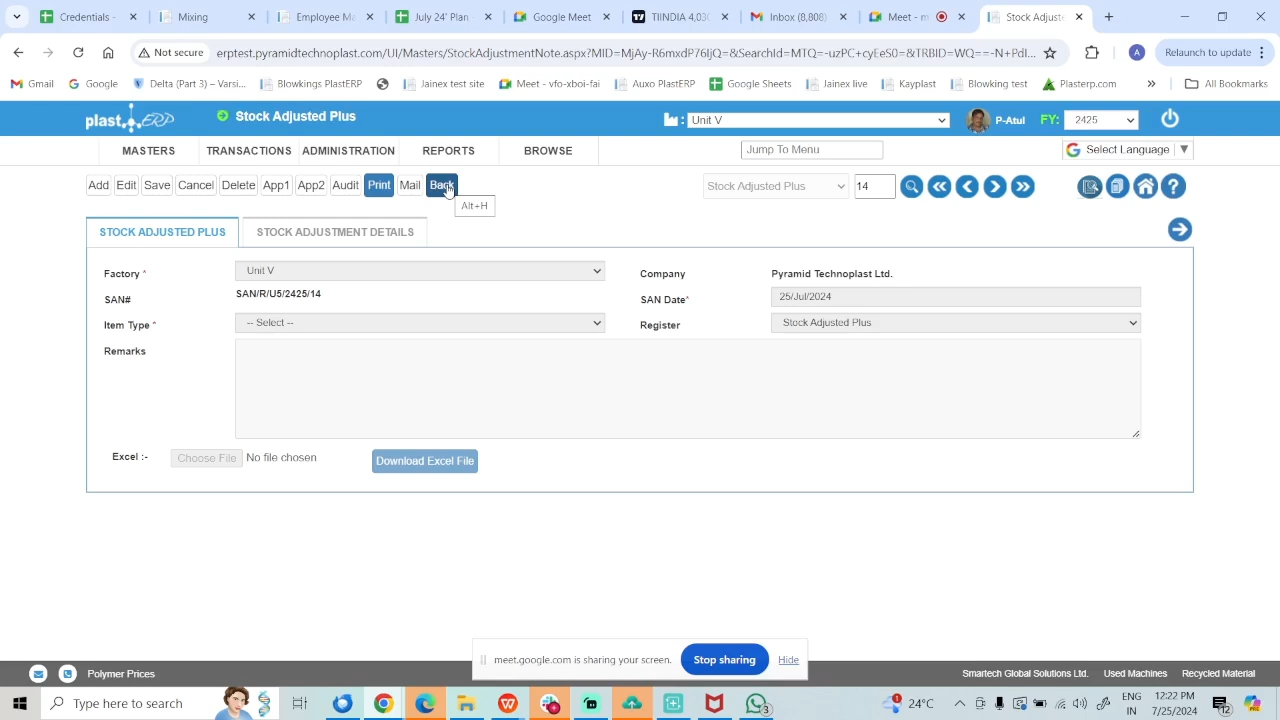 Credentials
Mixing
Employee Ma
July 24' Plan
Google Meet
TIINDIA 4,030
Inbox (8,808)
Meet - m
Stock Adjust
Not secure
erptest.pyramidtechnoplast.com/UI/Masters/StockAdjustmentNote.aspx?MID=MjAy-R6mxdP76IjQ=&SearchId=MTQ=-uzPC+cyEeS0=&TRBID=WQ==-N+PdI...
A
Relaunch to update
Gmail
Google
Delta (Part 3) – Varsi...
Blowkings PlastERP
Jainex test site
Meet - vfo-xboi-fai
Auxo PlastERP
Google Sheets
Jainex live
Kayplast
Blowking test
Plasterp.com
»
All Bookmarks
plast ERP
Stock Adjusted Plus
: Unit V
P-Atul
FY: 2425
MASTERS
TRANSACTIONS
ADMINISTRATION
REPORTS
BROWSE
Jump To Menu
G Select Language ▼
Add Edit Save Cancel Delete App1 App2 Audit Print Mail Back
Stock Adjusted Plus
14
Alt+H
STOCK ADJUSTED PLUS
STOCK ADJUSTMENT DETAILS
Factory *
Unit V
Company
Pyramid Technoplast Ltd.
SAN#
SAN/R/U5/2425/14
SAN Date*
25/Jul/2024
Item Type *
-- Select --
Register
Stock Adjusted Plus
Remarks
Excel :-
Choose File No file chosen
Download Excel File
meet.google.com is sharing your screen.
Stop sharing
Hide
Polymer Prices
Smartech Global Solutions Ltd.
Used Machines
Recycled Material
Type here to search
3
1
24°C
ENG
IN
12:22 PM
7/25/2024
12